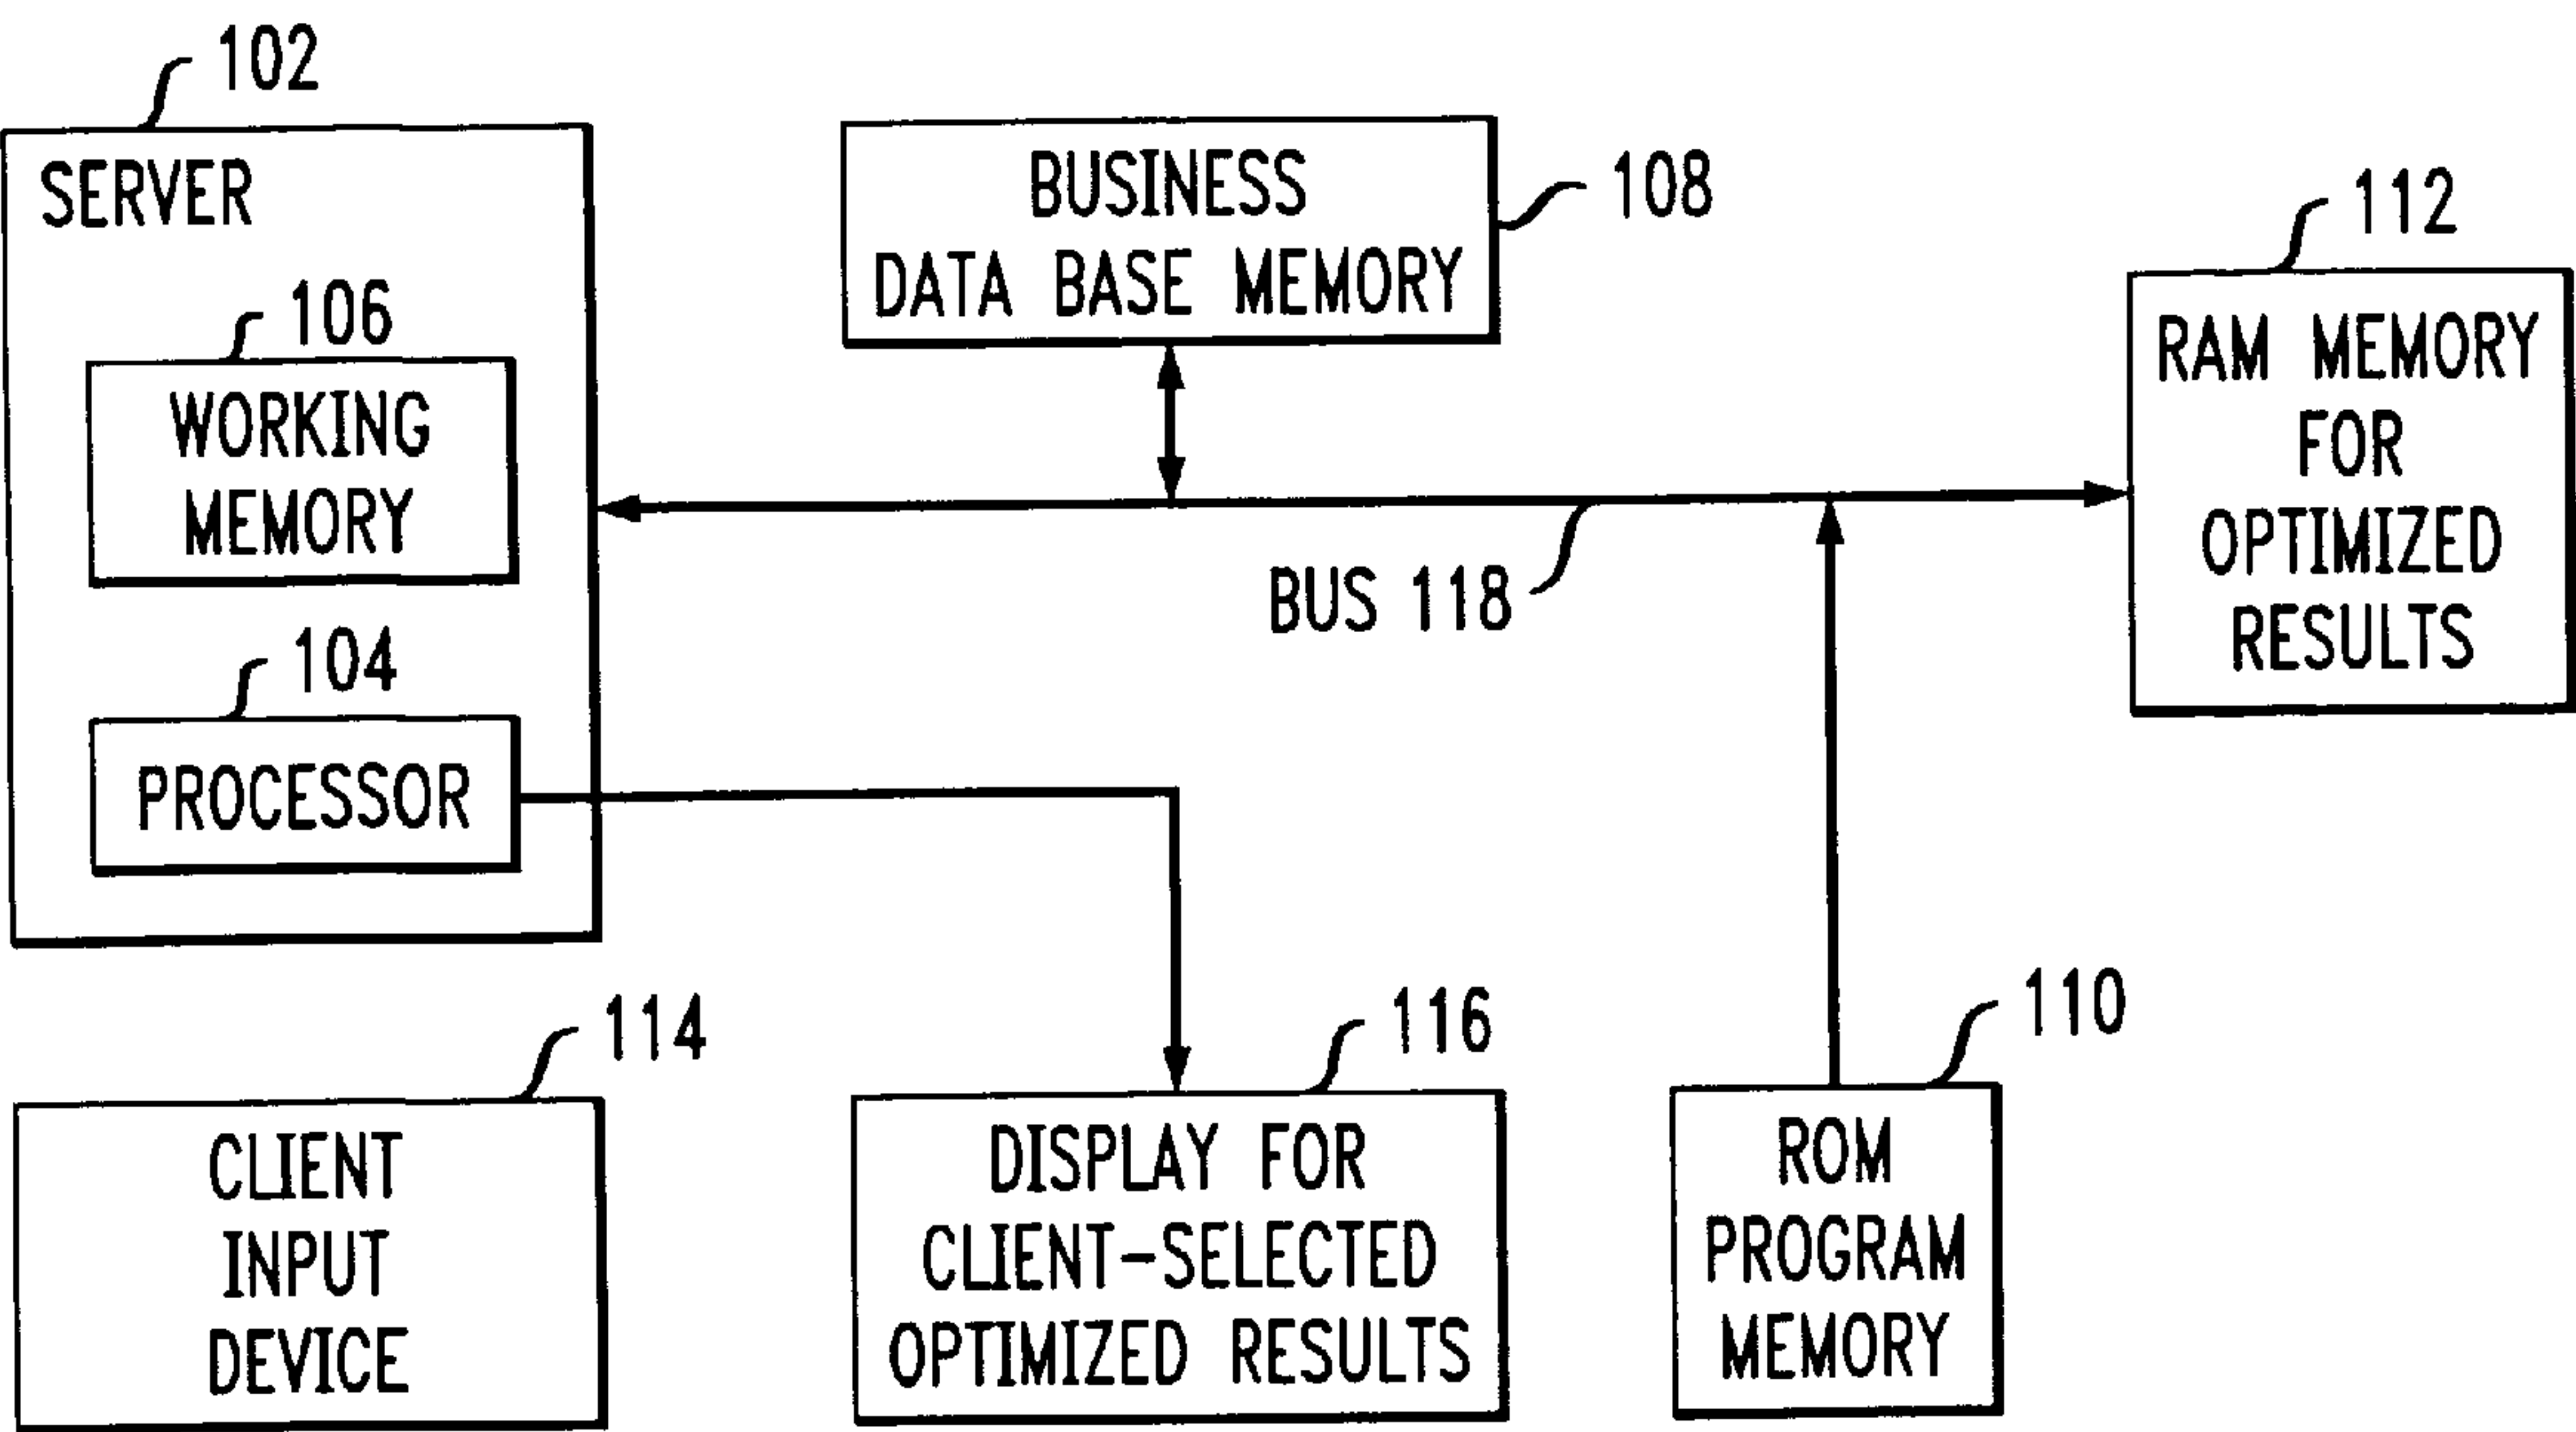 102
SERVER
106
WORKING
MEMORY
104
PROCESSOR
BUSINESS
DATA BASE MEMORY
108
112
RAM MEMORY
FOR
OPTIMIZED
RESULTS
BUS 118
114
CLIENT
INPUT
DEVICE
116
DISPLAY FOR
CLIENT-SELECTED
OPTIMIZED RESULTS
110
ROM
PROGRAM
MEMORY